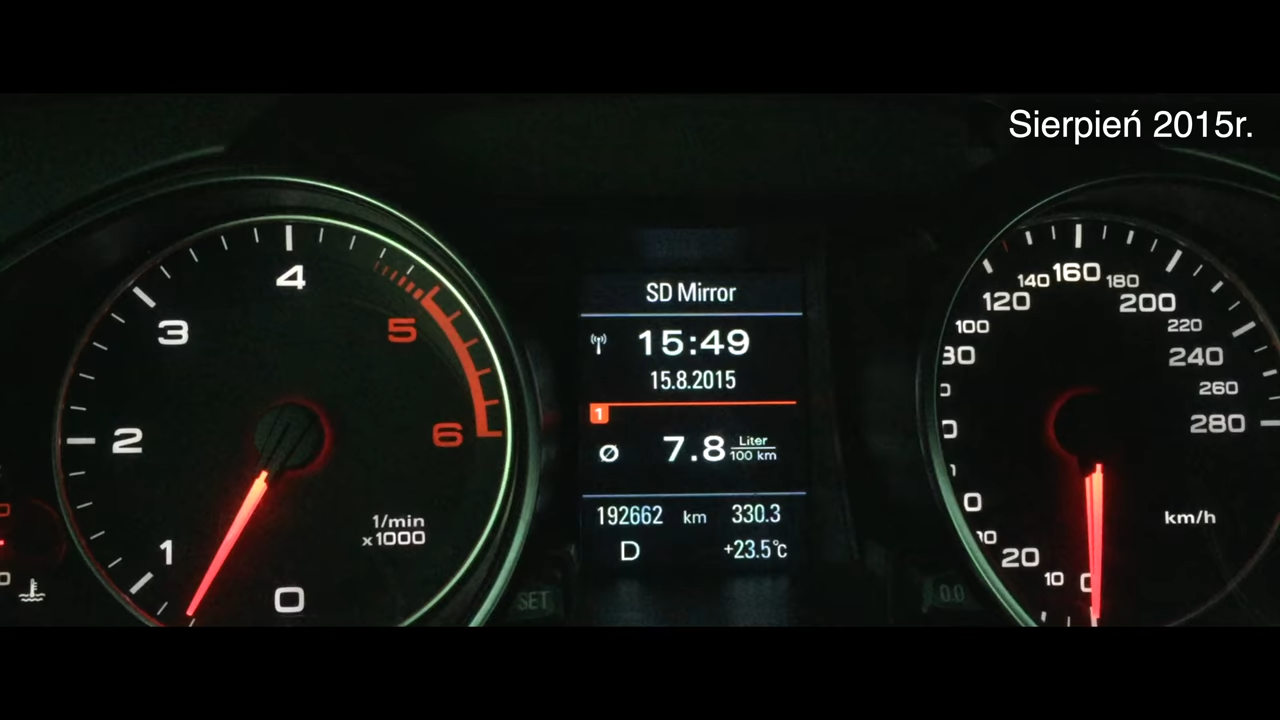 Sierpień 2015r.
4
3
5
2
6
1
0
1/min
x1000
SD Mirror
15:49
15.8.2015
1
Ø 7.8 Liter
100 km
192662 km 330.3
D +23.5°C
SET
0.0
160
140 180
120 200
100 220
240
260
280
km/h
20
10